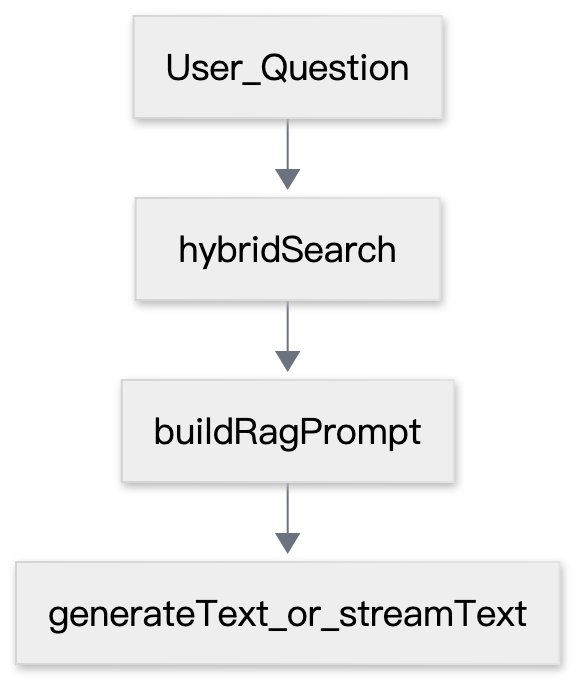 User_Question
hybridSearch
buildRagPrompt
generateText_or_streamText